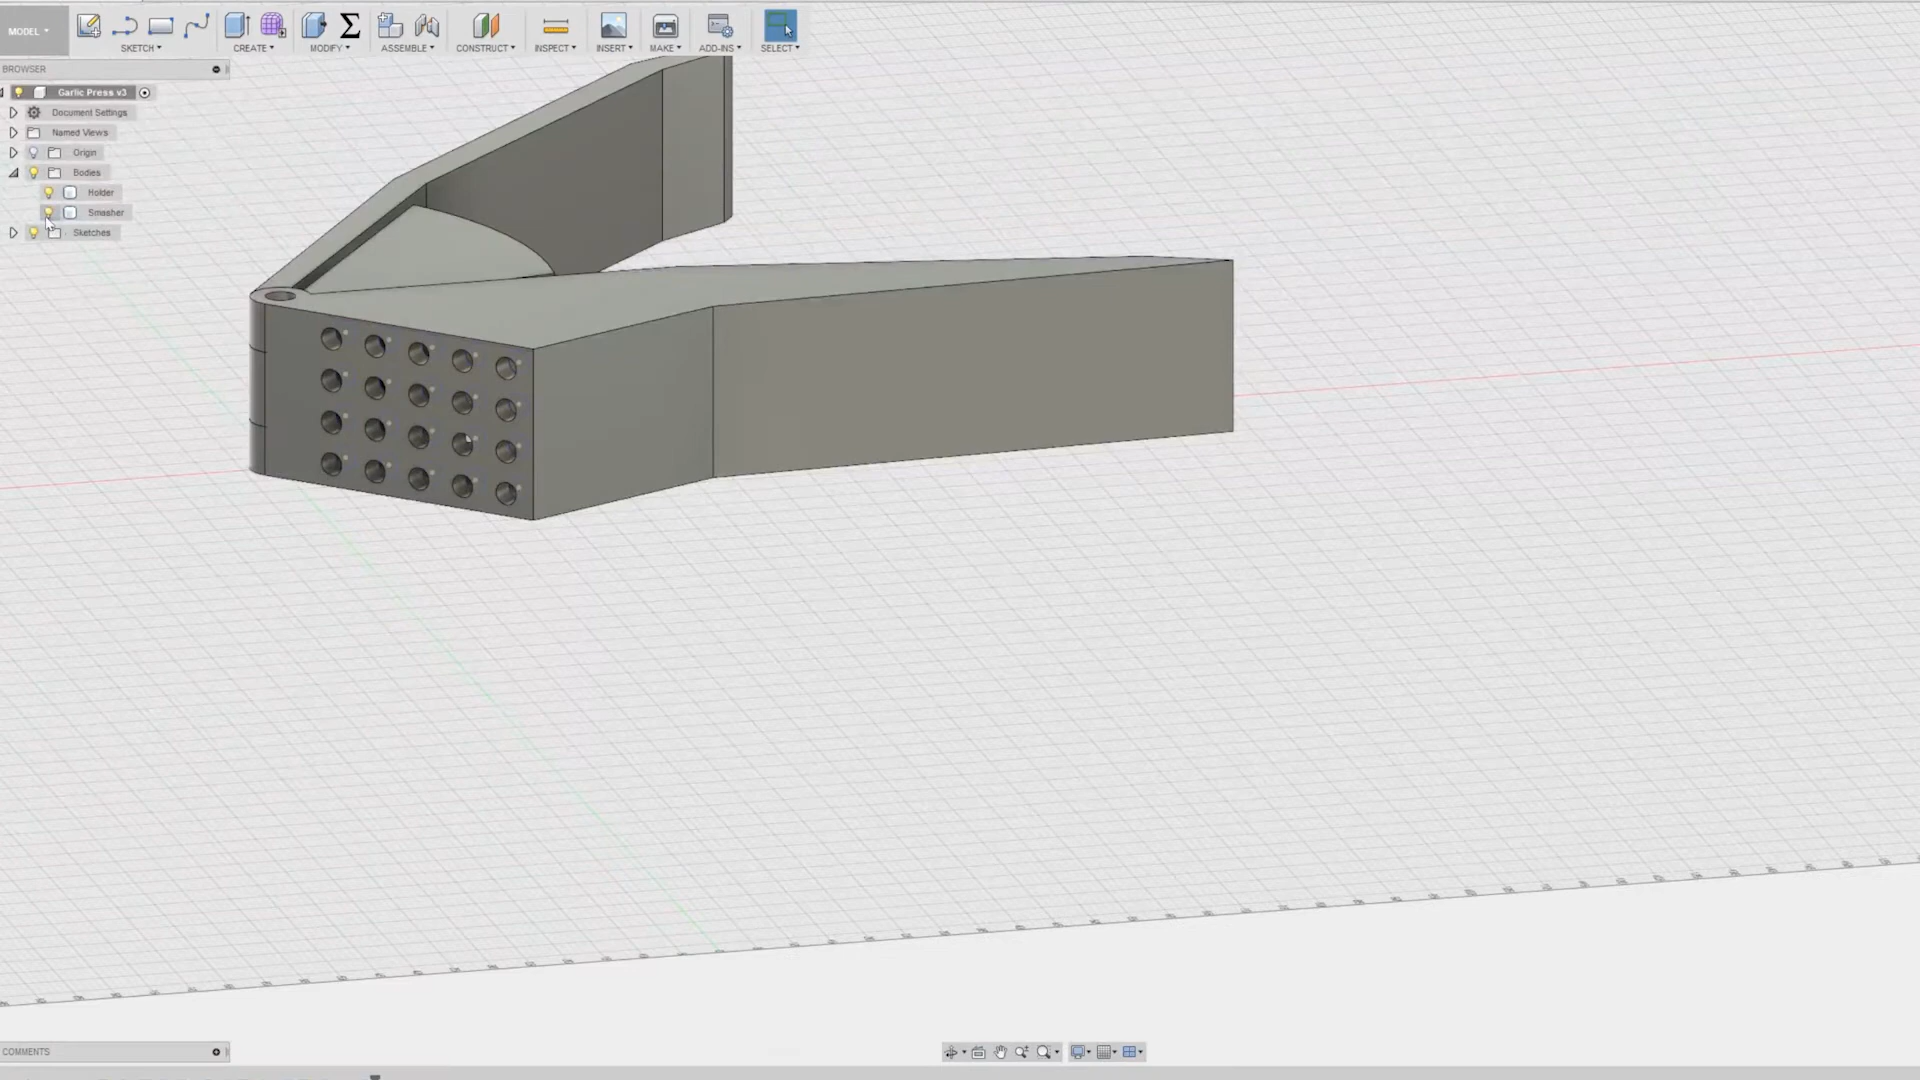 MODEL
SKETCH
CREATE
MODIFY
ASSEMBLE
CONSTRUCT
INSPECT
INSERT
MAKE
ADD-INS
SELECT
BROWSER
Garlic Press v3
Document Settings
Named Views
Origin
Bodies
Holder
Smasher
Sketches
COMMENTS